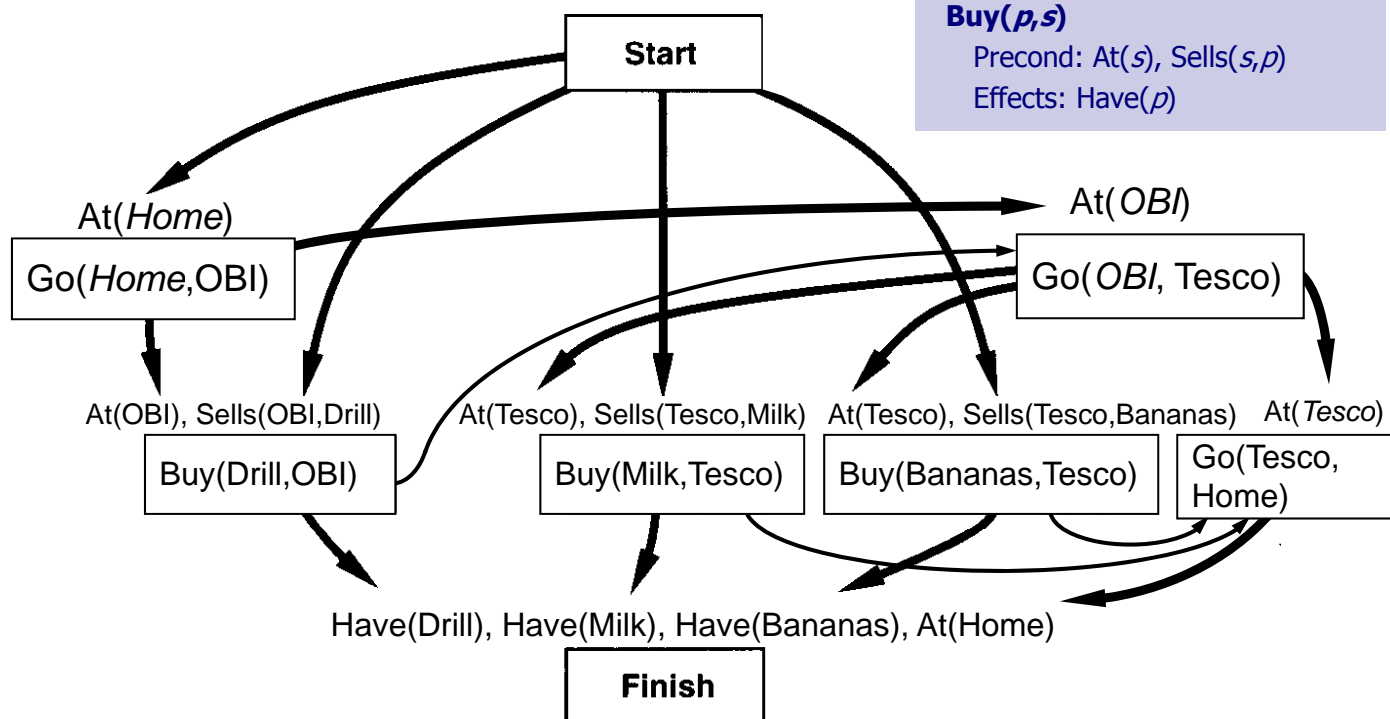 Buy(p,s)
Precond: At(s), Sells(s,p)
Effects: Have(p)
Start
At(Home)
At(OBI)
Go(Home,OBI)
Go(OBI, Tesco)
At(OBI), Sells(OBI,Drill)
At(Tesco), Sells(Tesco,Milk)
At(Tesco), Sells(Tesco,Bananas)
At(Tesco)
Buy(Drill,OBI)
Buy(Milk,Tesco)
Buy(Bananas,Tesco)
Go(Tesco,
Home)
Have(Drill), Have(Milk), Have(Bananas), At(Home)
Finish